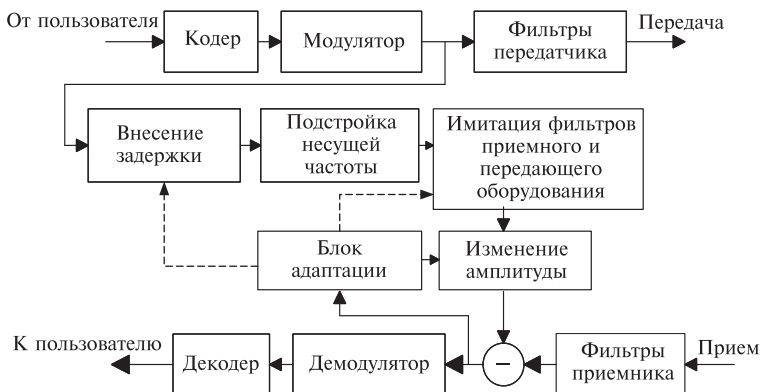 От пользователя
Кодер
Модулятор
Фильтры
передатчика
Передача
Внесение
задержки
Подстройка
несущей
частоты
Имитация фильтров
приемного и
передающего
оборудования
Блок
адаптации
Изменение
амплитуды
К пользователю
Декодер
Демодулятор
−
Фильтры
приемника
Прием